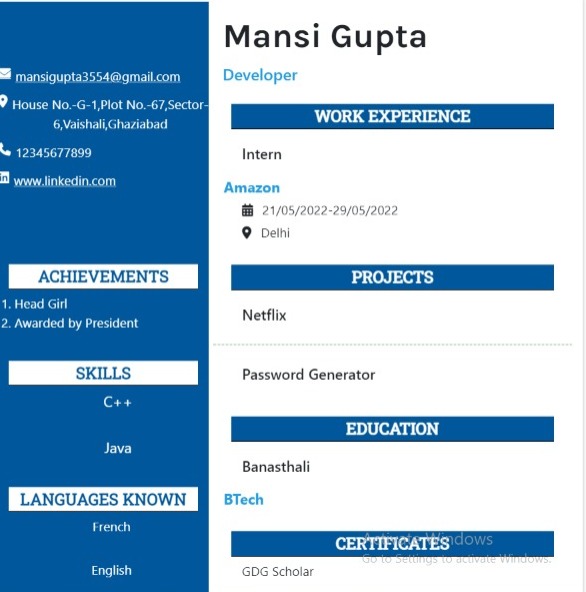 mansigupta3554@gmail.com
House No.-G-1,Plot No.-67,Sector-
6,Vaishali,Ghaziabad
12345677899
in www.linkedin.com
ACHIEVEMENTS
1. Head Girl
2. Awarded by President
SKILLS
C++
Java
LANGUAGES KNOWN
French
English
Mansi Gupta
Developer
WORK EXPERIENCE
Intern
Amazon
21/05/2022-29/05/2022
Delhi
PROJECTS
Netflix
Password Generator
EDUCATION
Banasthali
BTech
CERTIFICATES
GDG Scholar
Activate Windows
Go to Settings to activate Windows.